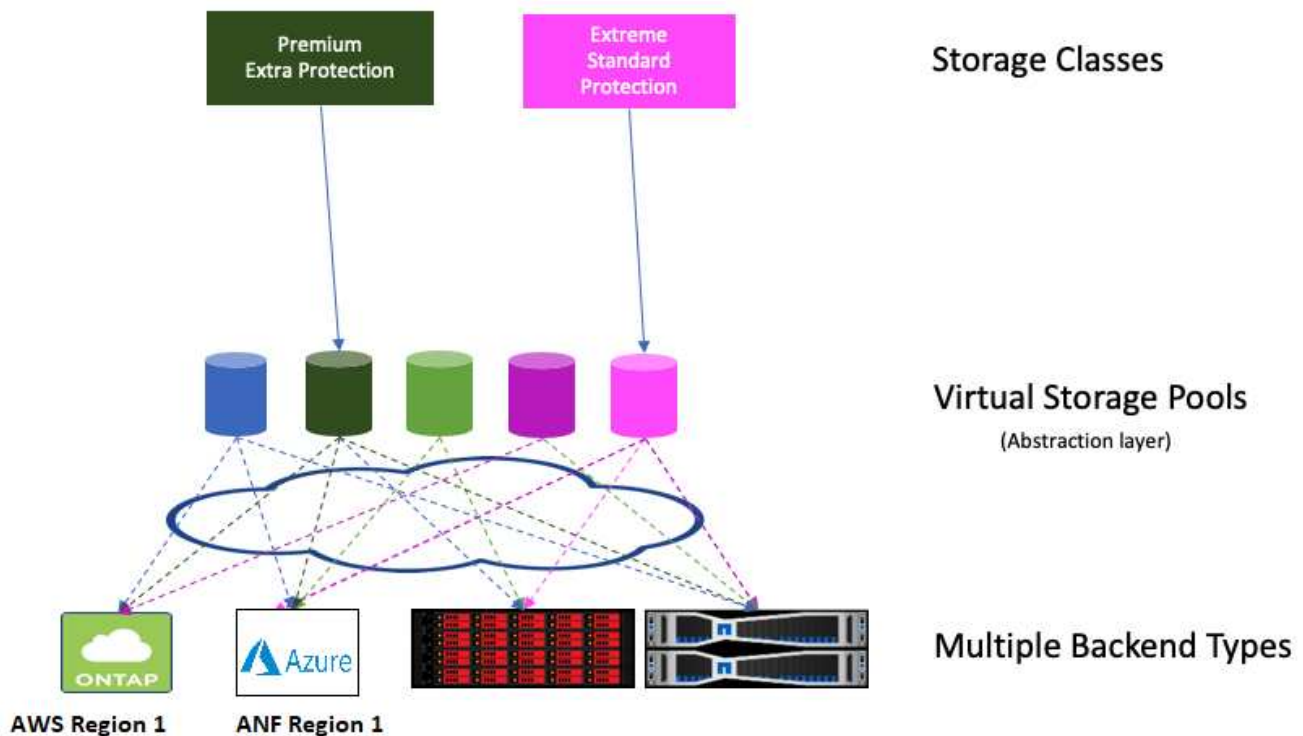 Premium
Extra Protection
Extreme
Standard
Protection
Storage Classes
Virtual Storage Pools
(Abstraction layer)
ONTAP
Azure
Multiple Backend Types
AWS Region 1
ANF Region 1